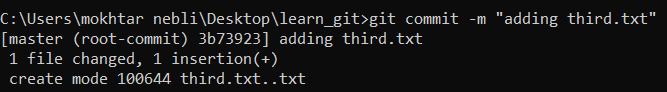 C:\Users\mokhtar nebli\Desktop\learn_git>git commit -m "adding third.txt"
[master (root-commit) 3b73923] adding third.txt
 1 file changed, 1 insertion(+)
 create mode 100644 third.txt..txt